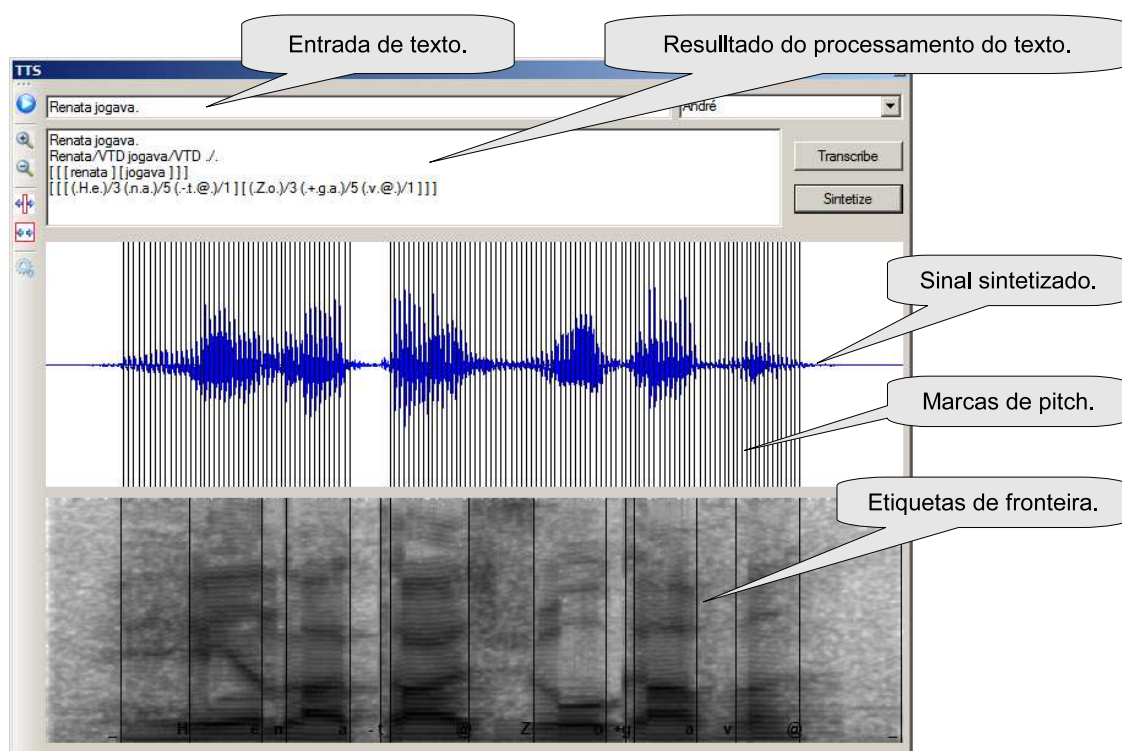 Entrada de texto.
Resulltado do processamento do texto.
TTS
Renata jogava.
André
Renata jogava.
Renata/VTD jogava/VTD ./.
[ [ [ renata ] [ jogava ] ] ]
[ [ [ (.H.e.)/3 (.n.a.)/5 (-.t.@.)/1 ] [ (.Z.o.)/3 (.+.g.a.)/5 (.v.@.)/1 ] ] ]
Transcribe
Sintetize
Sinal sintetizado.
Marcas de pitch.
Etiquetas de fronteira.
_ H e n a - t @ Z o +g a v @ _